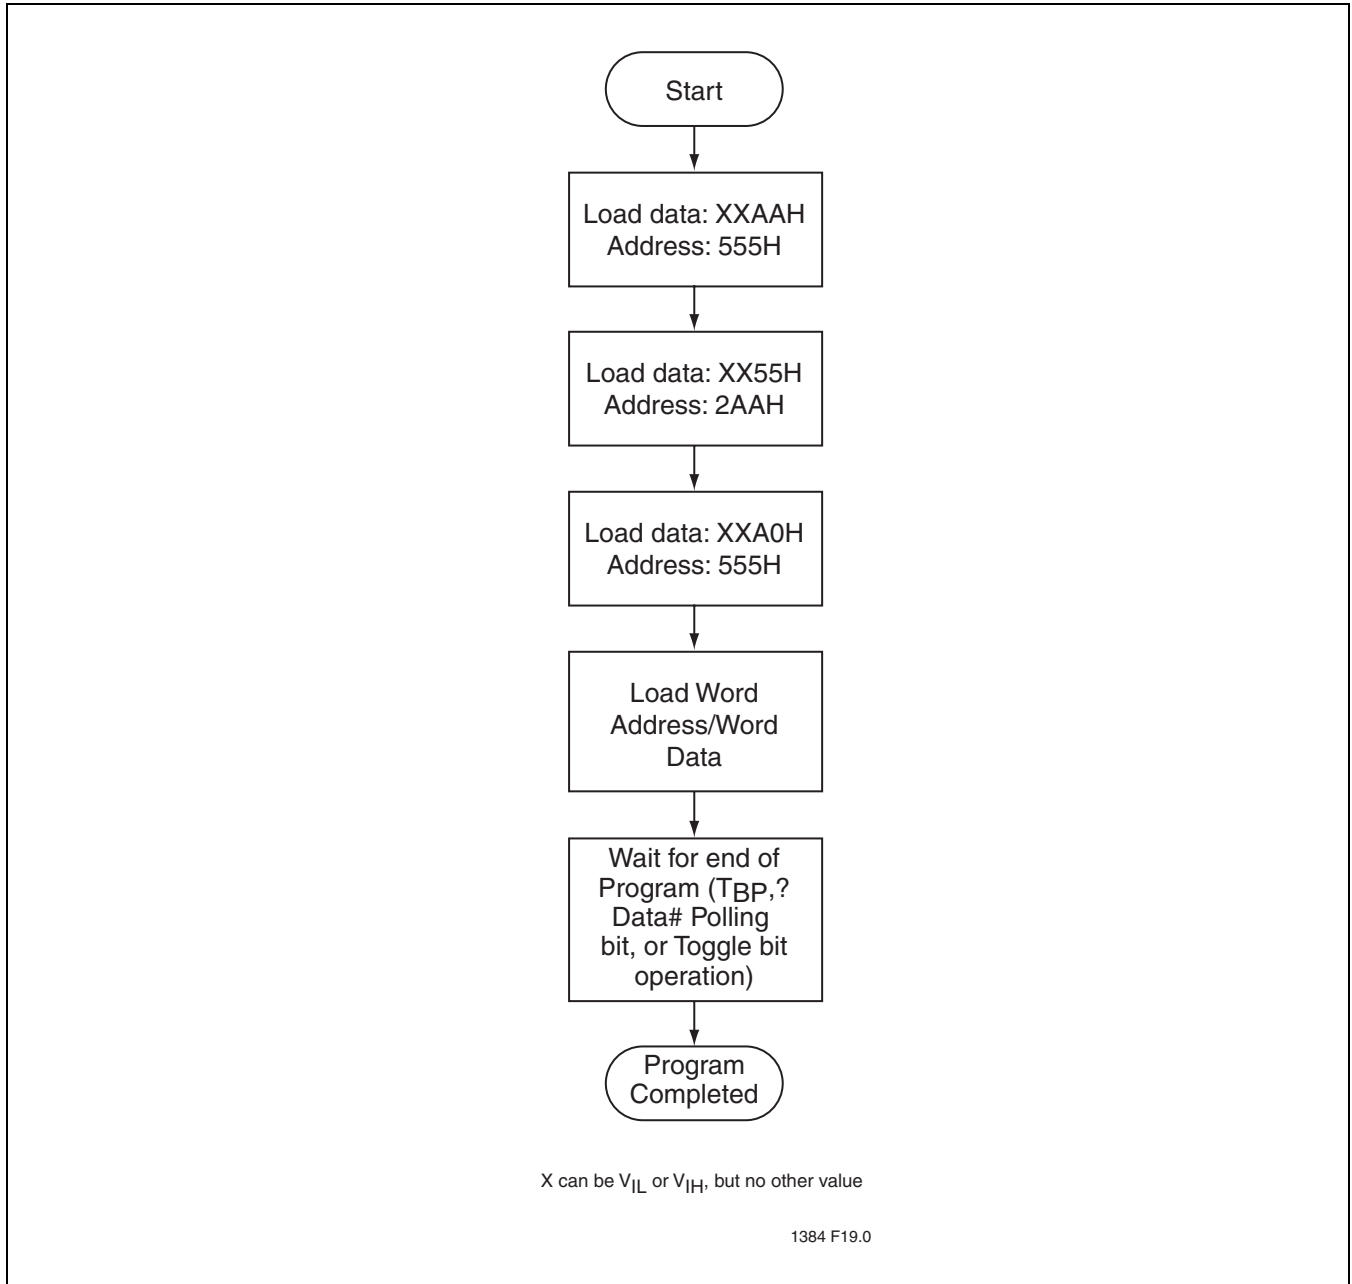 Start
Load data: XXAAH
Address: 555H
Load data: XX55H
Address: 2AAH
Load data: XXA0H
Address: 555H
Load Word
Address/Word
Data
Wait for end of
Program (TBP,?
Data# Polling
bit, or Toggle bit
operation)
Program
Completed
X can be VIL or VIH, but no other value
1384 F19.0